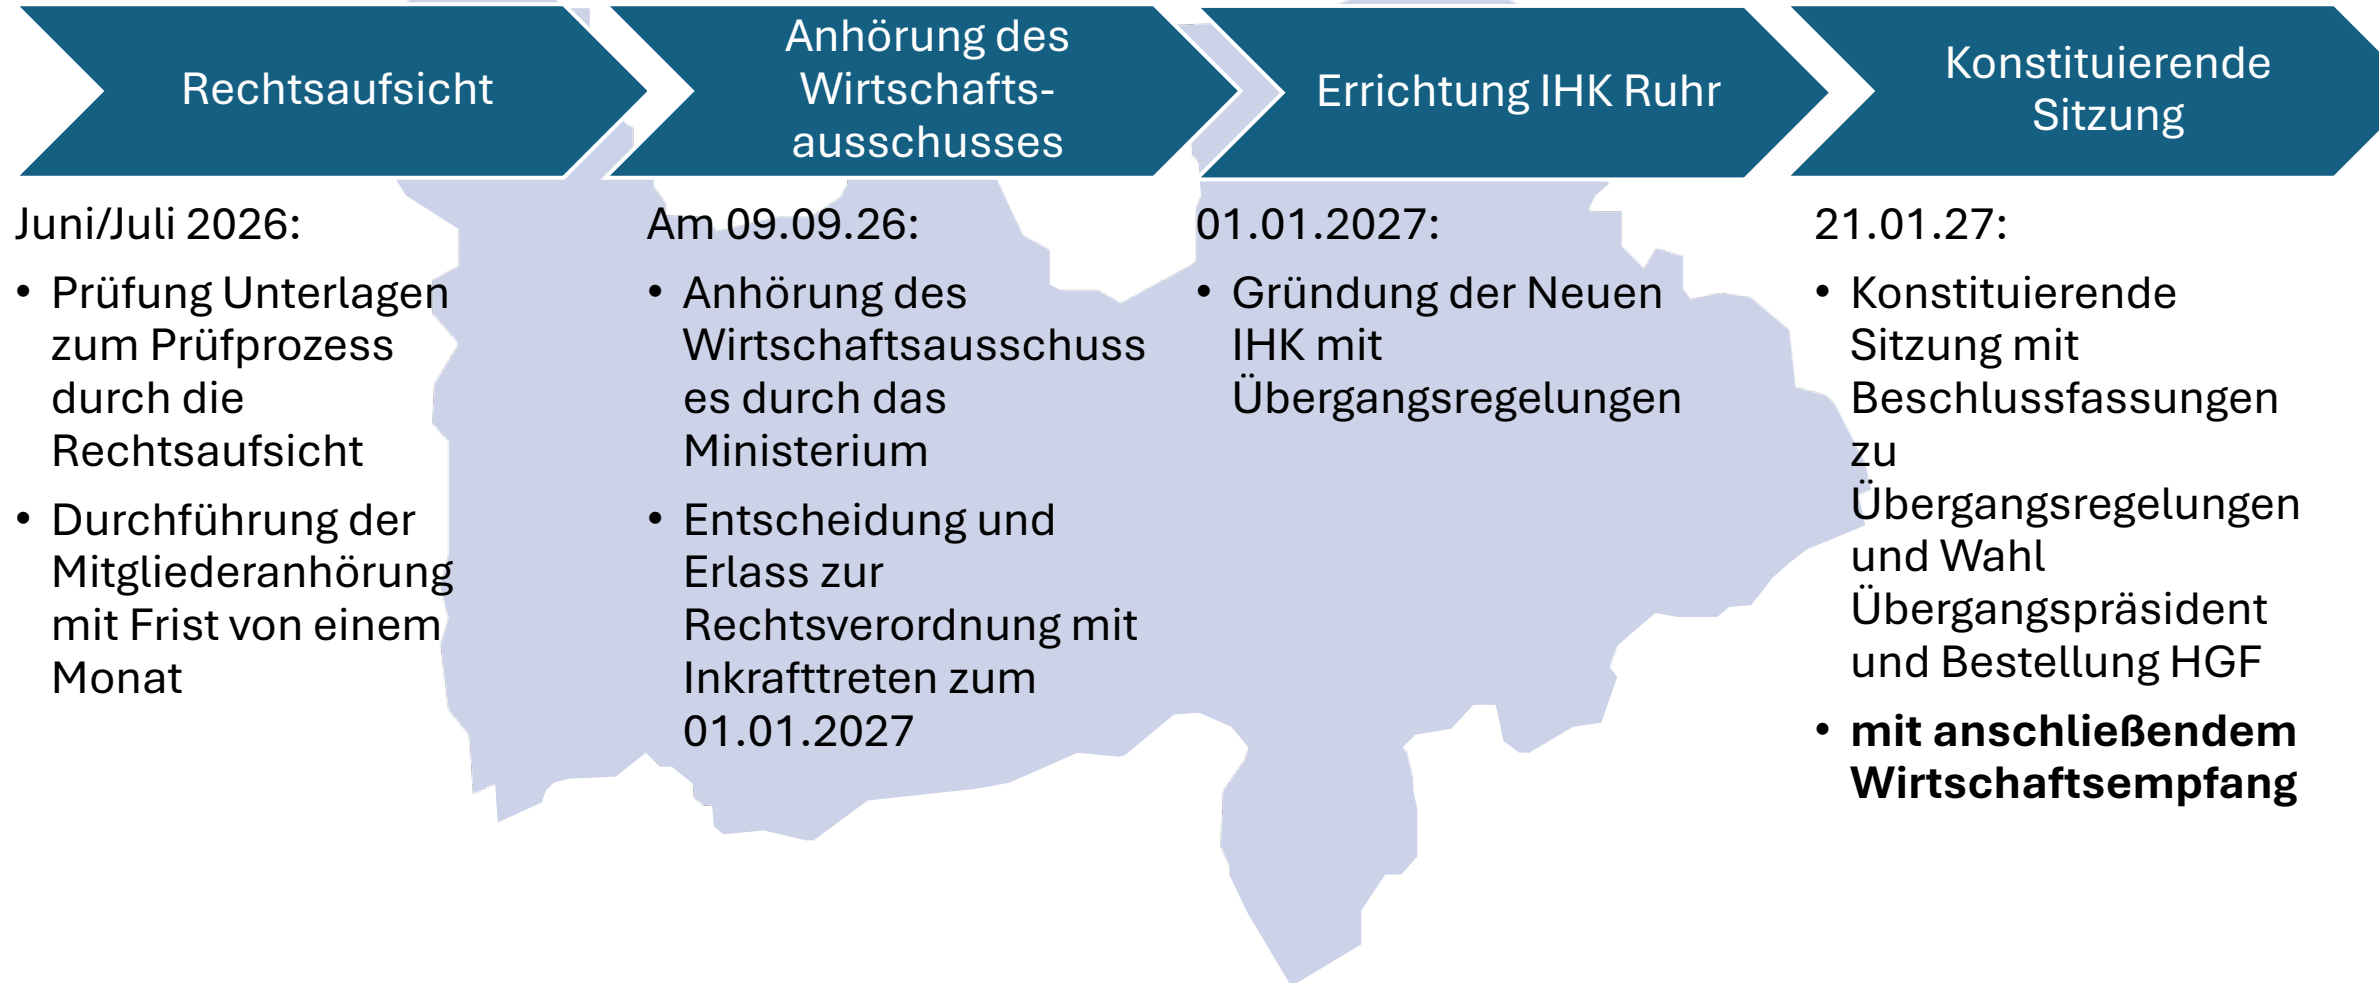 Rechtsaufsicht
Anhörung des
Wirtschafts-
ausschusses
Errichtung IHK Ruhr
Konstituierende
Sitzung
Juni/Juli 2026:
• Prüfung Unterlagen
zum Prüfprozess
durch die
Rechtsaufsicht
• Durchführung der
Mitgliederanhörung
mit Frist von einem
Monat
Am 09.09.26:
• Anhörung des
Wirtschaftsausschuss
es durch das
Ministerium
• Entscheidung und
Erlass zur
Rechtsverordnung mit
Inkrafttreten zum
01.01.2027
01.01.2027:
• Gründung der Neuen
IHK mit
Übergangsregelungen
21.01.27:
• Konstituierende
Sitzung mit
Beschlussfassungen
zu
Übergangsregelungen
und Wahl
Übergangspräsident
und Bestellung HGF
• mit anschließendem
Wirtschaftsempfang